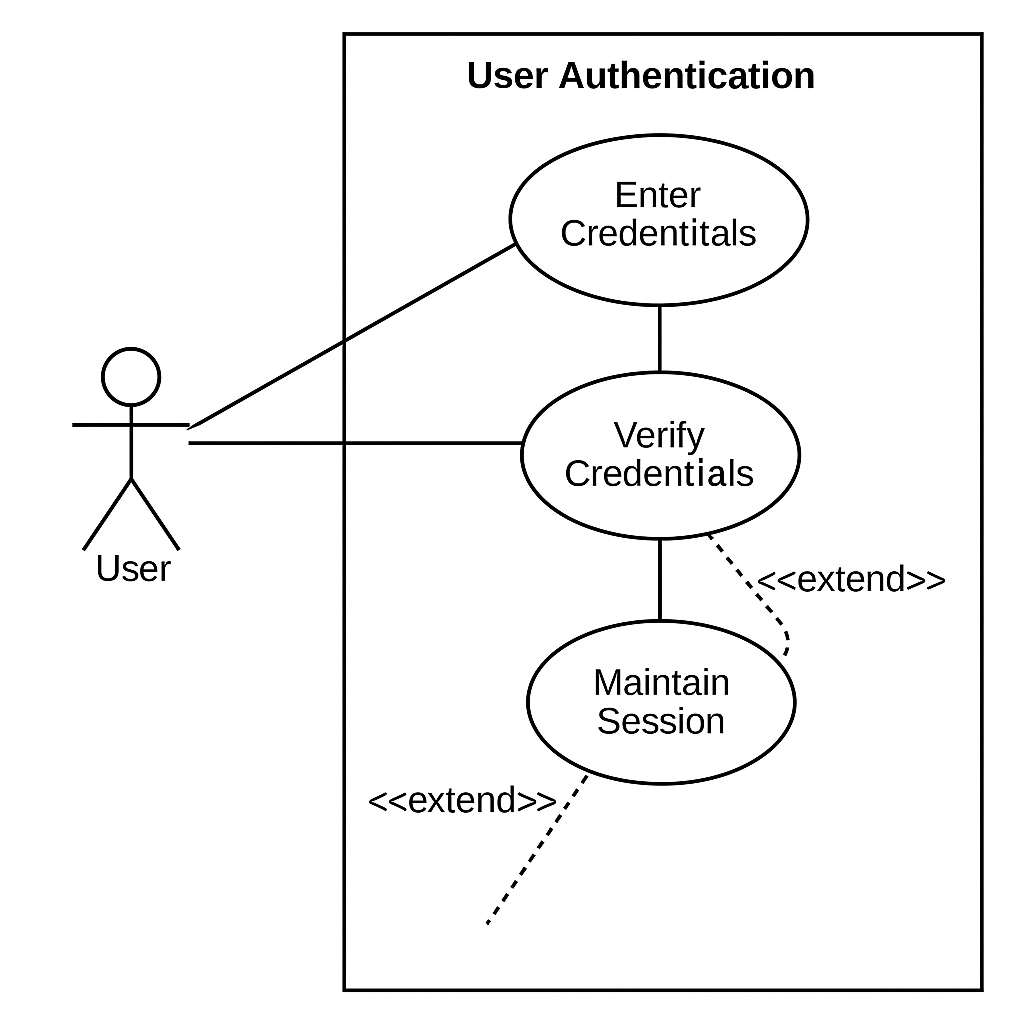 User Authentication
Enter
Credentitals
Verify
Credentials
<<extend>>
User
Maintain
Session
<<extend>>